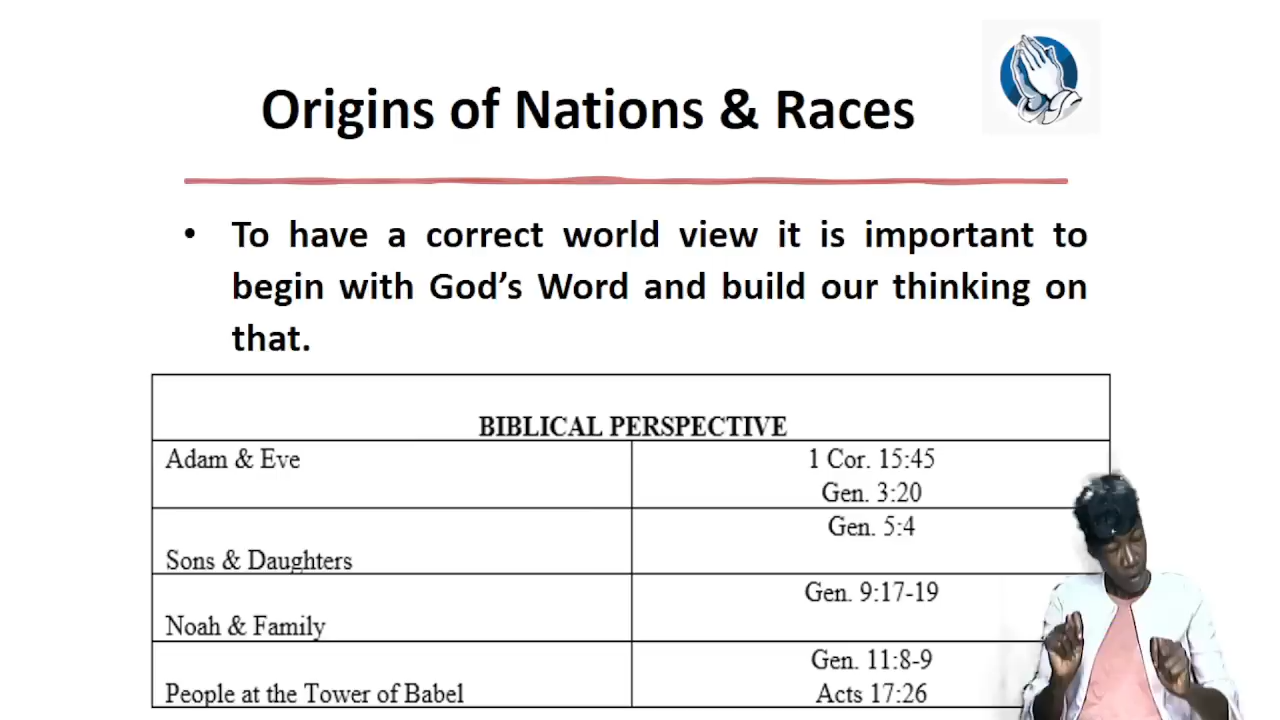 Origins of Nations & Races
• To have a correct world view it is important to
begin with God's Word and build our thinking on
that.
BIBLICAL PERSPECTIVE
Adam & Eve
1 Cor. 15:45
Gen. 3:20
Sons & Daughters
Gen. 5:4
Noah & Family
Gen. 9:17-19
People at the Tower of Babel
Gen. 11:8-9
Acts 17:26